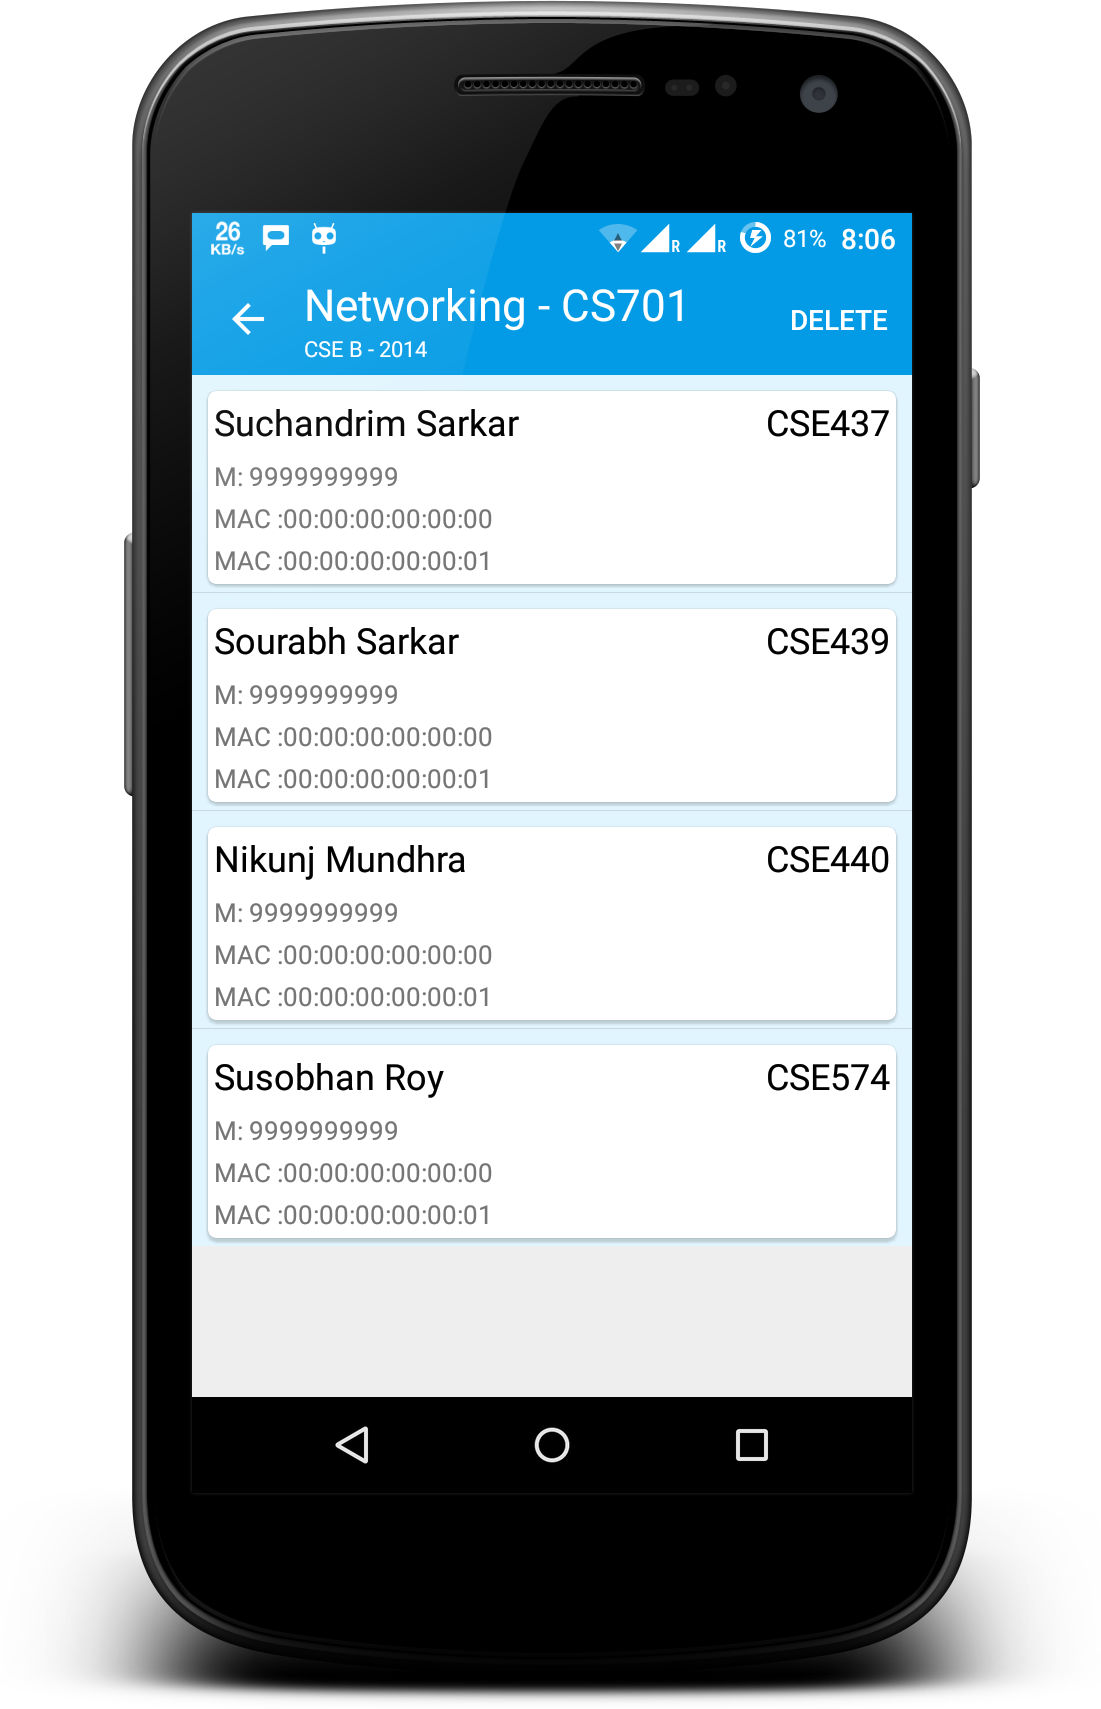 26
KB/s
R
R
81%
8:06
Networking - CS701
DELETE
CSE B - 2014
Suchandrim Sarkar
CSE437
M: 9999999999
MAC :00:00:00:00:00:00
MAC :00:00:00:00:00:01
Sourabh Sarkar
CSE439
M: 9999999999
MAC :00:00:00:00:00:00
MAC :00:00:00:00:00:01
Nikunj Mundhra
CSE440
M: 9999999999
MAC :00:00:00:00:00:00
MAC :00:00:00:00:00:01
Susobhan Roy
CSE574
M: 9999999999
MAC :00:00:00:00:00:00
MAC :00:00:00:00:00:01